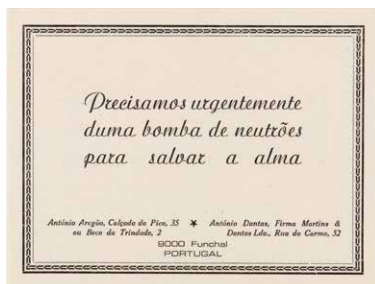 Precisamos urgentemente
duma bomba de neutrões
para salvar a alma
António Aregão, Calçada do Pico, 35 ★ António Dantas, Firma Martins &
ou Beco da Trindade, 2 Dantas Lda., Rua do Carmo, 52
9000 Funchal
PORTUGAL